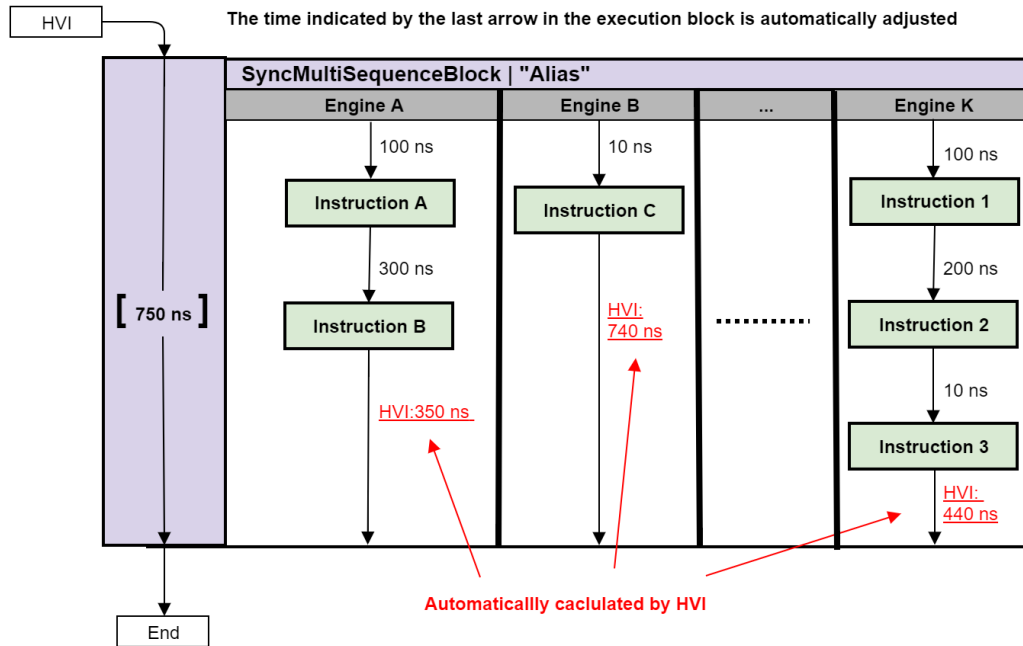 HVI
The time indicated by the last arrow in the execution block is automatically adjusted
SyncMultiSequenceBlock | "Alias"
Engine A
Engine B
...
Engine K
100 ns
10 ns
100 ns
Instruction A
Instruction C
Instruction 1
300 ns
200 ns
[ 750 ns ]
Instruction B
HVI:
740 ns
Instruction 2
10 ns
HVI:350 ns
Instruction 3
HVI:
440 ns
Automaticallly caclulated by HVI
End